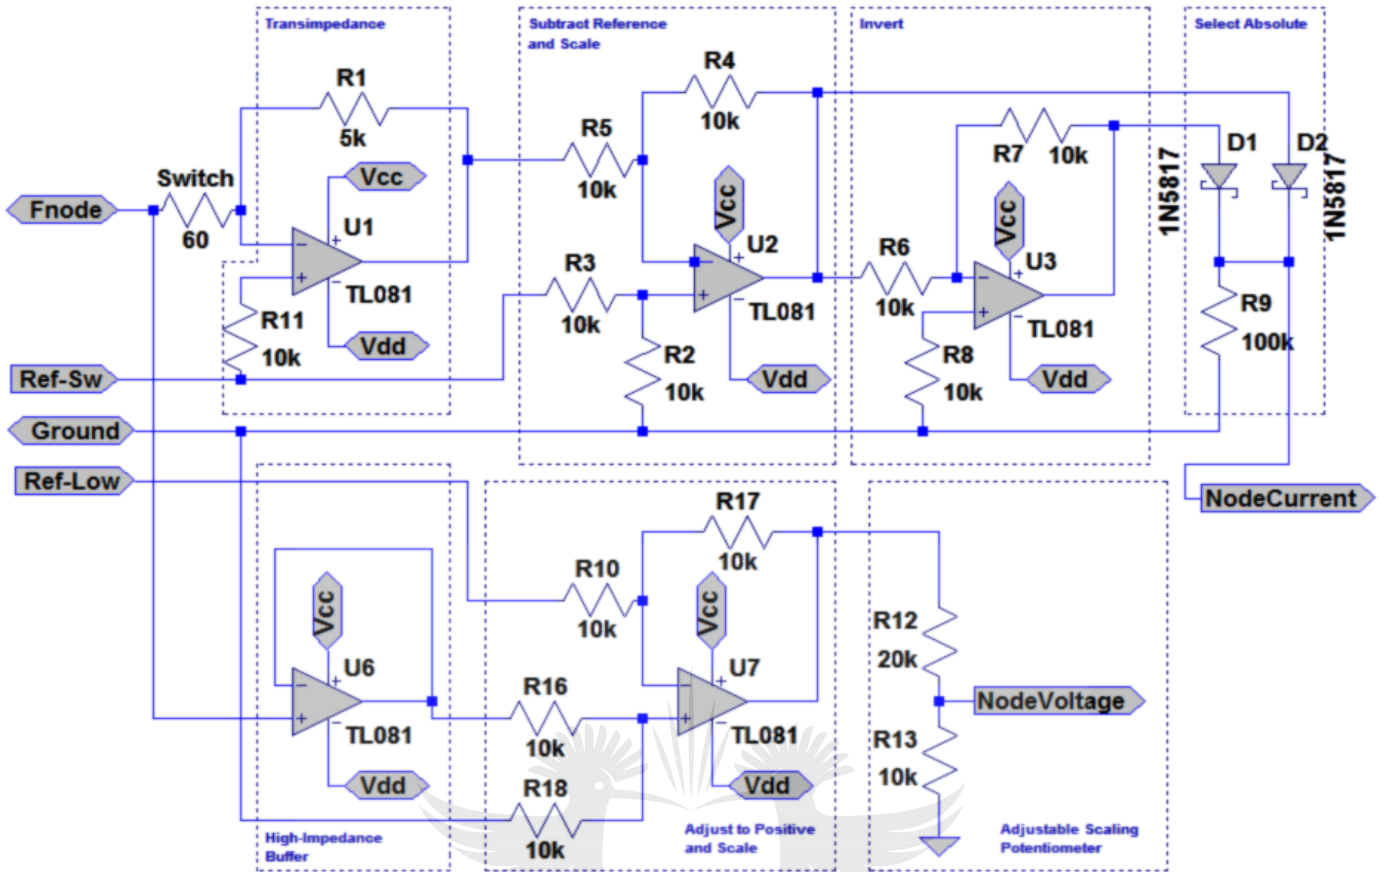 Transimpedance
Subtract Reference
and Scale
Invert
Select Absolute
R1
5k
Switch
60
Fnode
Vcc
U1
TL081
Vdd
R11
10k
Ref-Sw
Ground
Ref-Low
R4
10k
R5
10k
Vcc
U2
TL081
Vdd
R3
10k
R2
10k
R7
10k
Vcc
R6
10k
U3
TL081
Vdd
R8
10k
D1
1N5817
D2
1N5817
R9
100k
NodeCurrent
Vcc
U6
TL081
Vdd
High-Impedance
Buffer
R17
10k
R10
10k
Vcc
U7
TL081
Vdd
R16
10k
R18
10k
Adjust to Positive
and Scale
R12
20k
NodeVoltage
R13
10k
Adjustable Scaling
Potentiometer